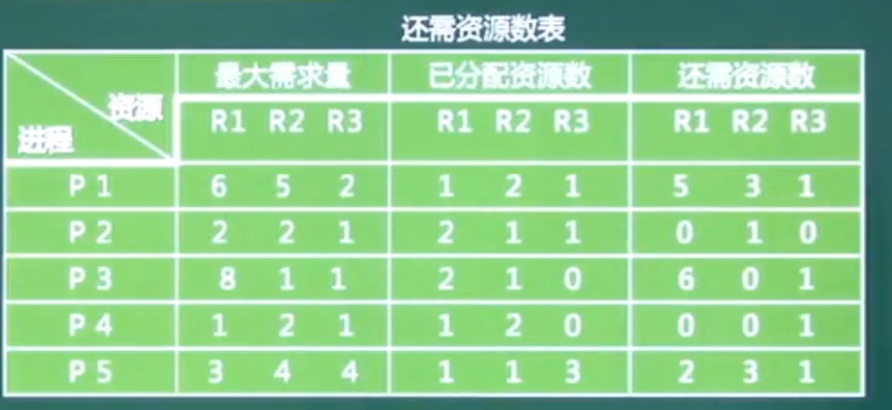 还需资源数表
资源 最大需求量 已分配资源数 还需资源数
进程 R1 R2 R3 R1 R2 R3 R1 R2 R3
P 1 6 5 2 1 2 1 5 3 1
P 2 2 2 1 2 1 1 0 1 0
P 3 8 1 1 2 1 0 6 0 1
P 4 1 2 1 1 2 0 0 0 1
P 5 3 4 4 1 1 3 2 3 1